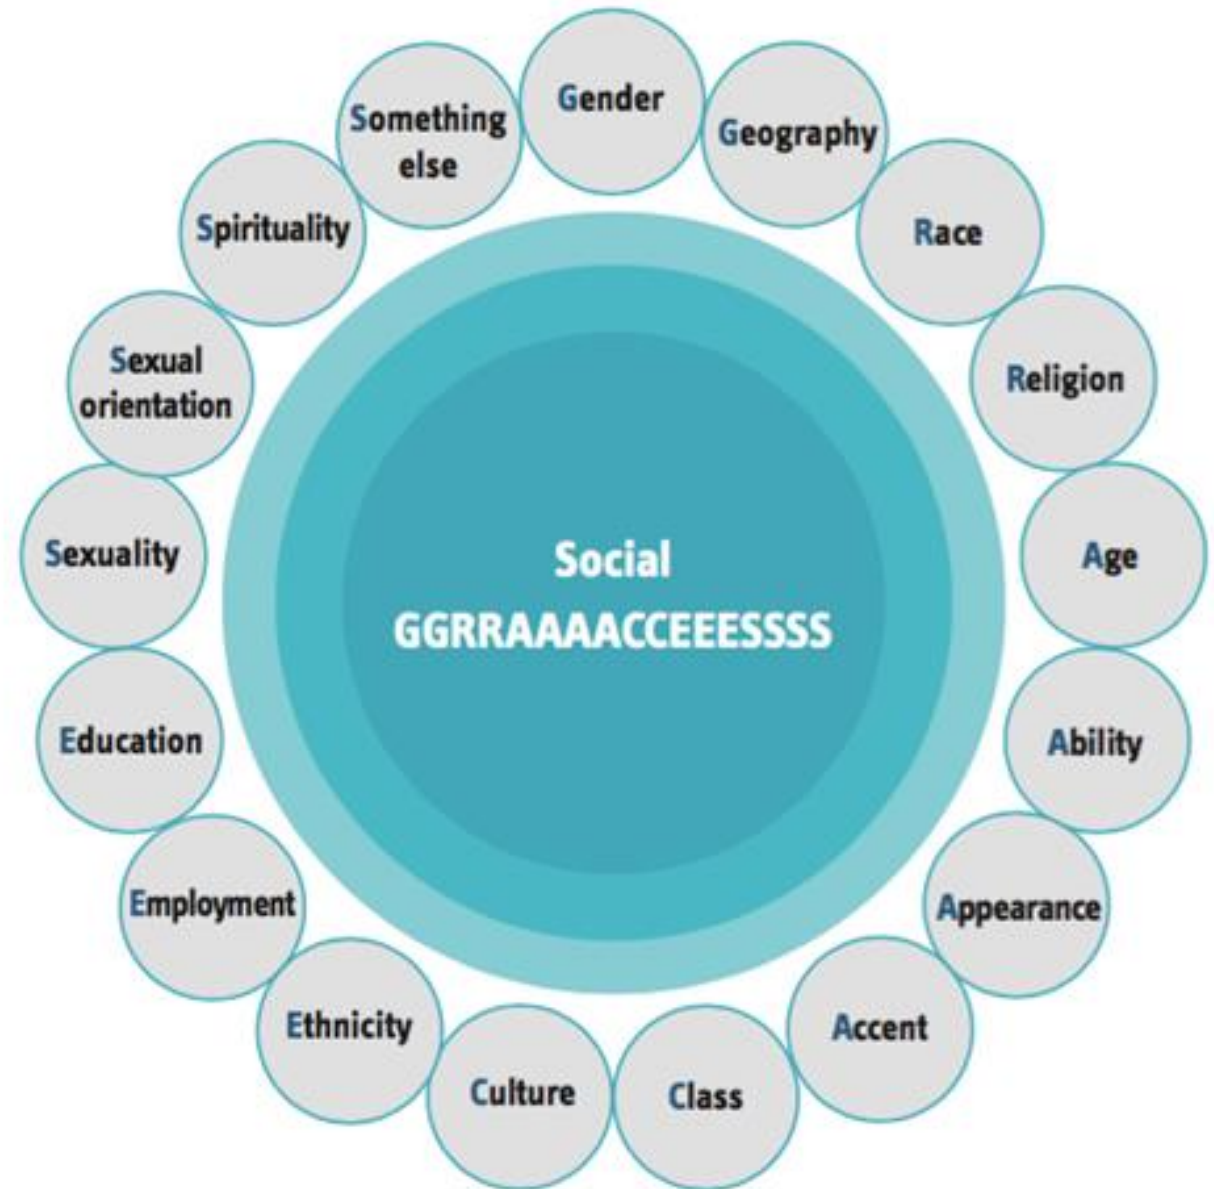 Social
GGRRAAAACCEEESSSS
Gender
Geography
Race
Religion
Age
Ability
Appearance
Accent
Class
Culture
Ethnicity
Employment
Education
Sexuality
Sexual
orientation
Spirituality
Something
else